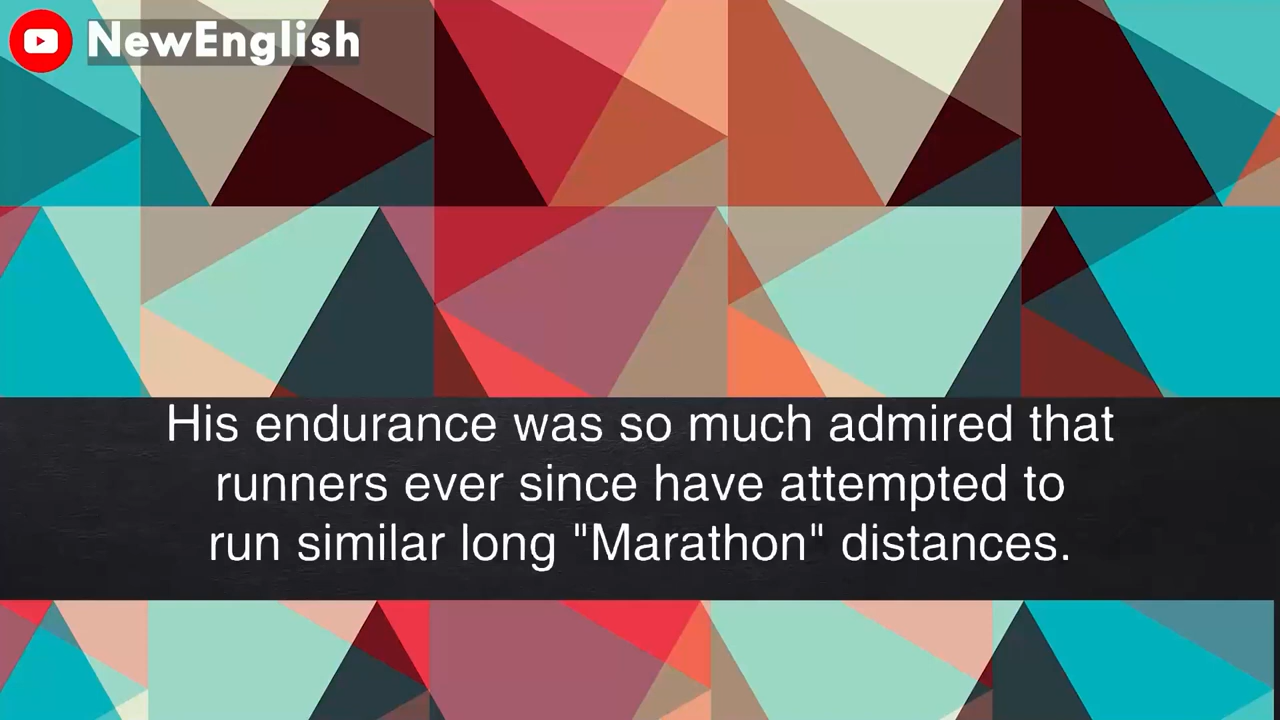 NewEnglish
His endurance was so much admired that
runners ever since have attempted to
run similar long "Marathon" distances.